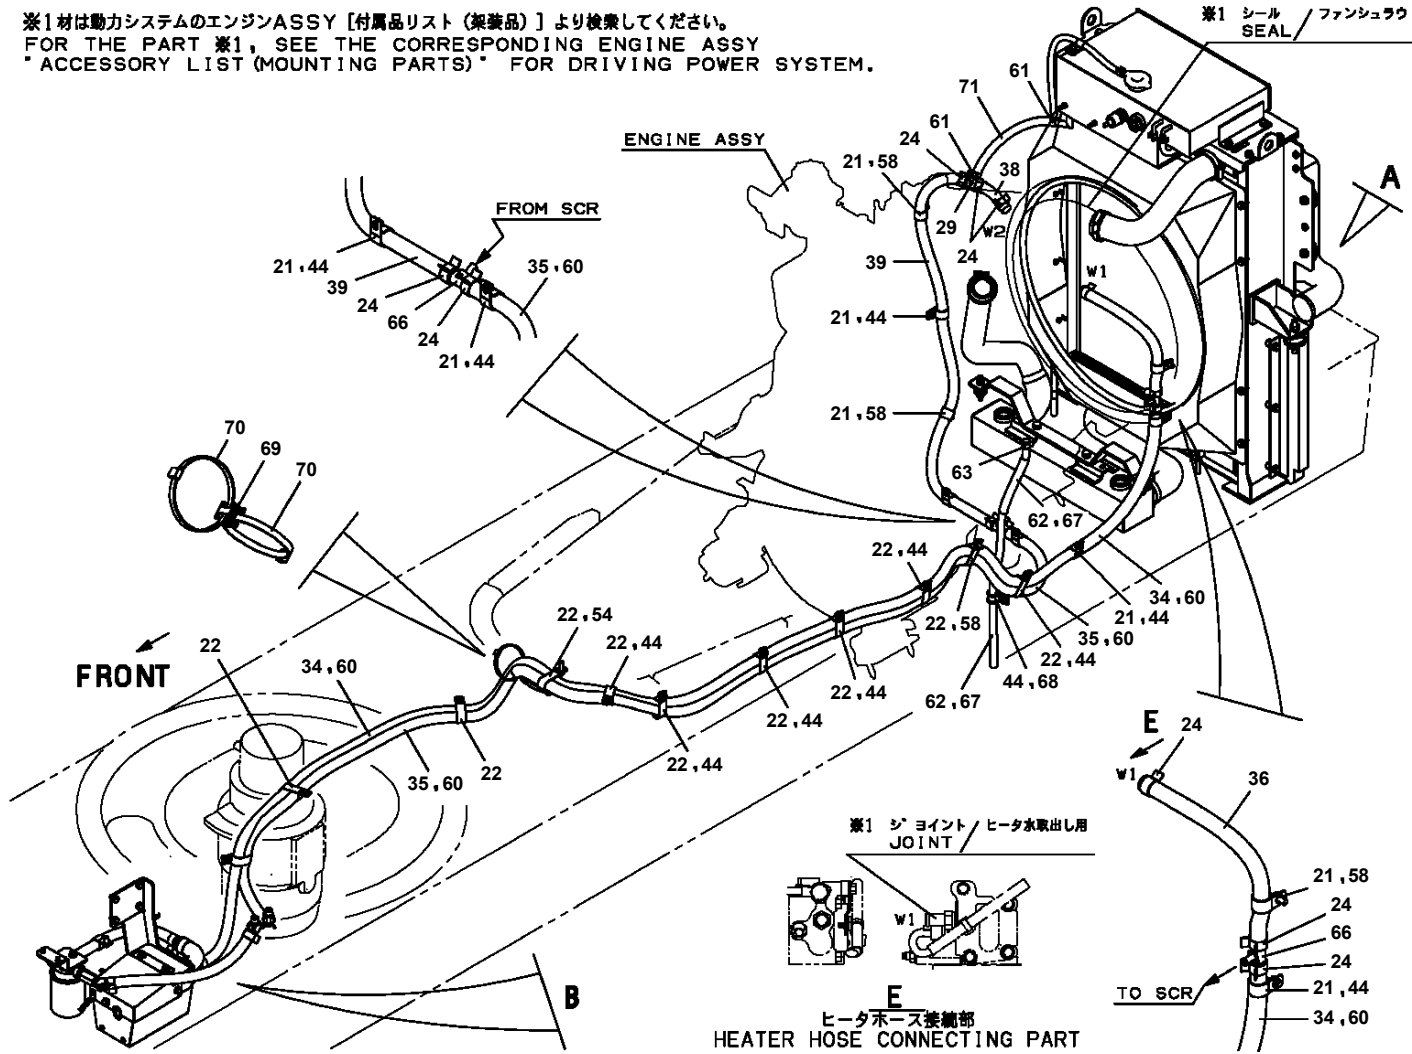 ※1材は動力システムのエンジンASSY [付属品リスト (架装品) ] より検索してください。
FOR THE PART ※1, SEE THE CORRESPONDING ENGINE ASSY
"ACCESSORY LIST (MOUNTING PARTS)" FOR DRIVING POWER SYSTEM.
※1 シール / ファンシュラウ
SEAL
ENGINE ASSY
61
71
61
24
21,58
38
29
W2
24
39
W1
A
FROM SCR
21,44
39
24
66
24
21,44
35,60
21,44
21,58
63
62,67
70
69
70
22,44
22,58
34,60
21,44
35,60
22,44
44,68
62,67
22,54
22,44
22,44
22,44
22,44
FRONT
22
34,60
35,60
22
B
E
24
W1
36
21,58
24
66
24
21,44
34,60
TO SCR
※1 ジョイント / ヒータ水取出し用
JOINT
W1
E
ヒータホース接続部
HEATER HOSE CONNECTING PART